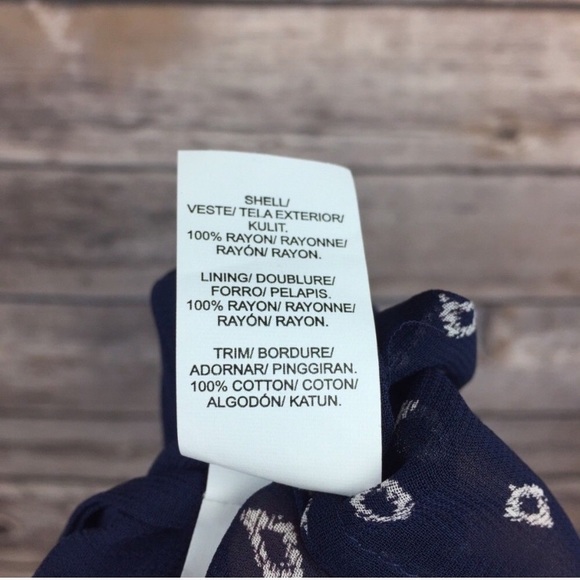 SHELL/
VESTE/ TELA EXTERIOR/
KULIT.
100% RAYON/ RAYONNE/
RAYÓN/ RAYON.
LINING/ DOUBLURE/
FORRO/ PELAPIS.
100% RAYON/ RAYONNE/
RAYÓN/ RAYON.
TRIM/ BORDURE/
ADORNAR/ PINGGIRAN.
100% COTTON/ COTON/
ALGODÓN/ KATUN.